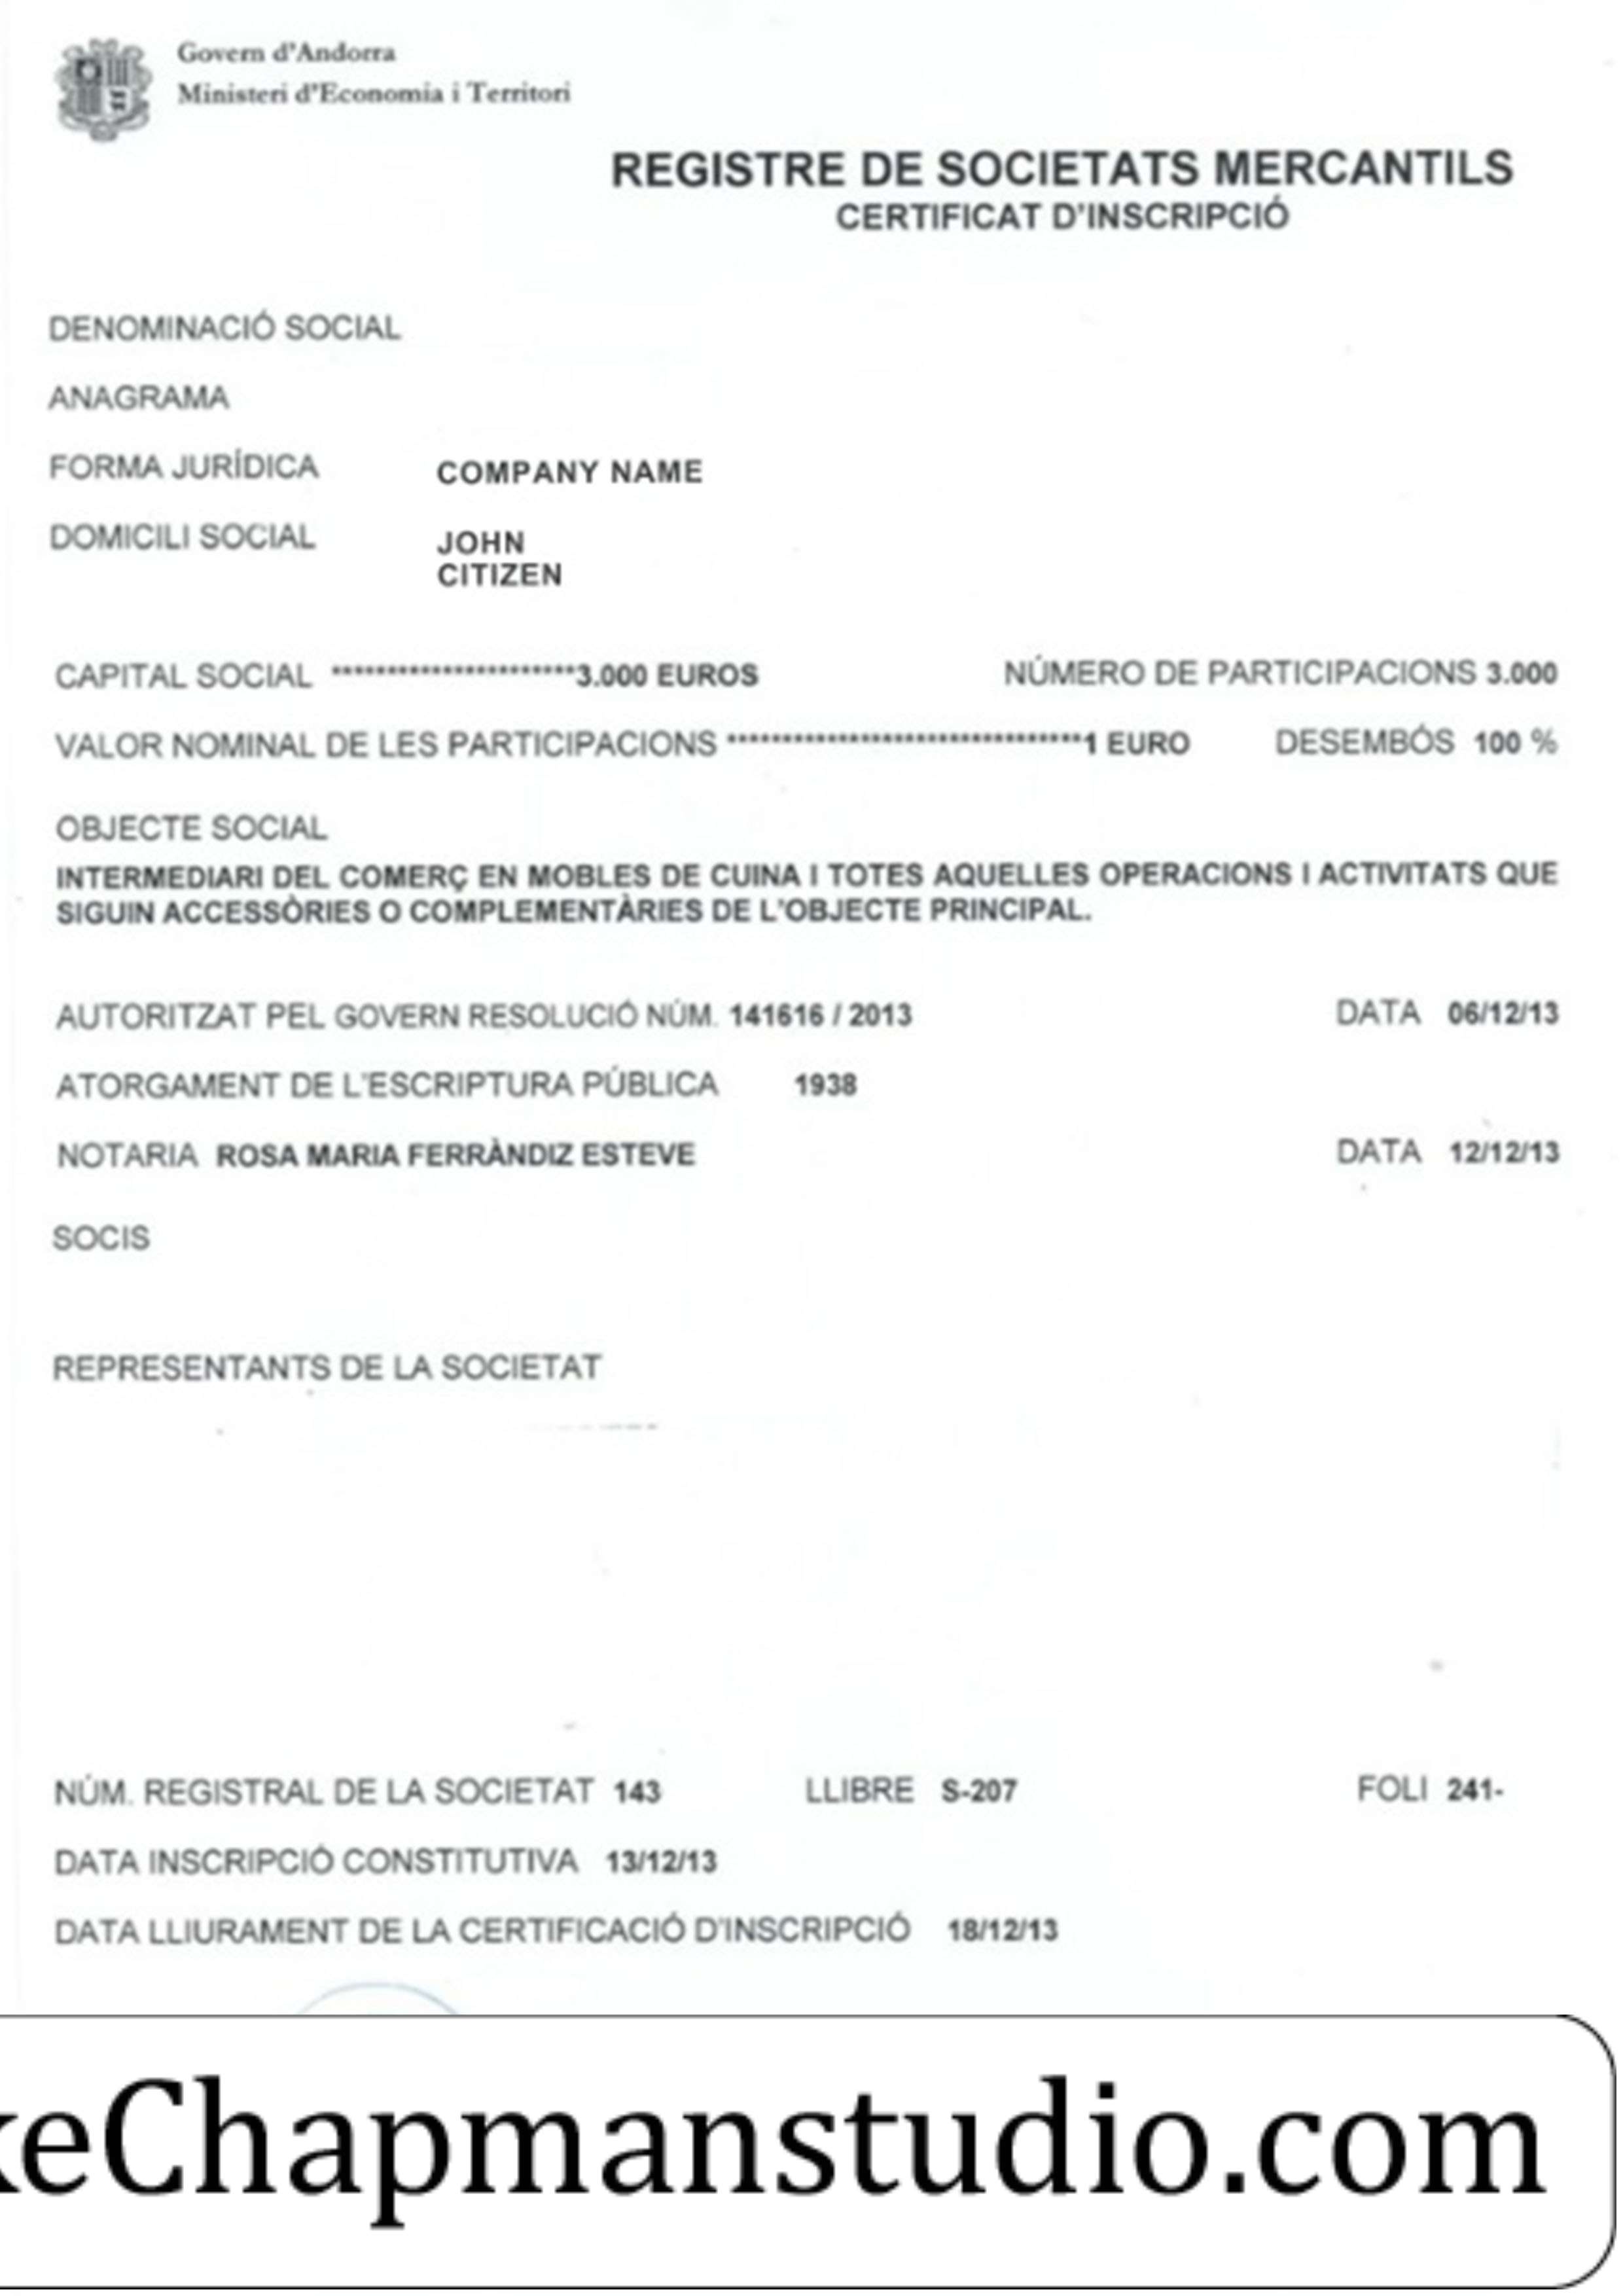 Govern d'Andorra
Ministeri d'Economia i Territori
REGISTRE DE SOCIETATS MERCANTILS
CERTIFICAT D'INSCRIPCIÓ
DENOMINACIÓ SOCIAL
ANAGRAMA
FORMA JURÍDICA COMPANY NAME
DOMICILI SOCIAL JOHN
CITIZEN
CAPITAL SOCIAL **********************3.000 EUROS NÚMERO DE PARTICIPACIONS 3.000
VALOR NOMINAL DE LES PARTICIPACIONS ********************************1 EURO DESEMBÓS 100 %
OBJECTE SOCIAL
INTERMEDIARI DEL COMERÇ EN MOBLES DE CUINA I TOTES AQUELLES OPERACIONS I ACTIVITATS QUE
SIGUIN ACCESSÒRIES O COMPLEMENTÀRIES DE L'OBJECTE PRINCIPAL.
AUTORITZAT PEL GOVERN RESOLUCIÓ NÚM. 141616 / 2013 DATA 06/12/13
ATORGAMENT DE L'ESCRIPTURA PÚBLICA 1938
NOTARIA ROSA MARIA FERRÀNDIZ ESTEVE DATA 12/12/13
SOCIS
REPRESENTANTS DE LA SOCIETAT
NÚM. REGISTRAL DE LA SOCIETAT 143 LLIBRE S-207 FOLI 241-
DATA INSCRIPCIÓ CONSTITUTIVA 13/12/13
DATA LLIURAMENT DE LA CERTIFICACIÓ D'INSCRIPCIÓ 18/12/13
keChapmanstudio.com